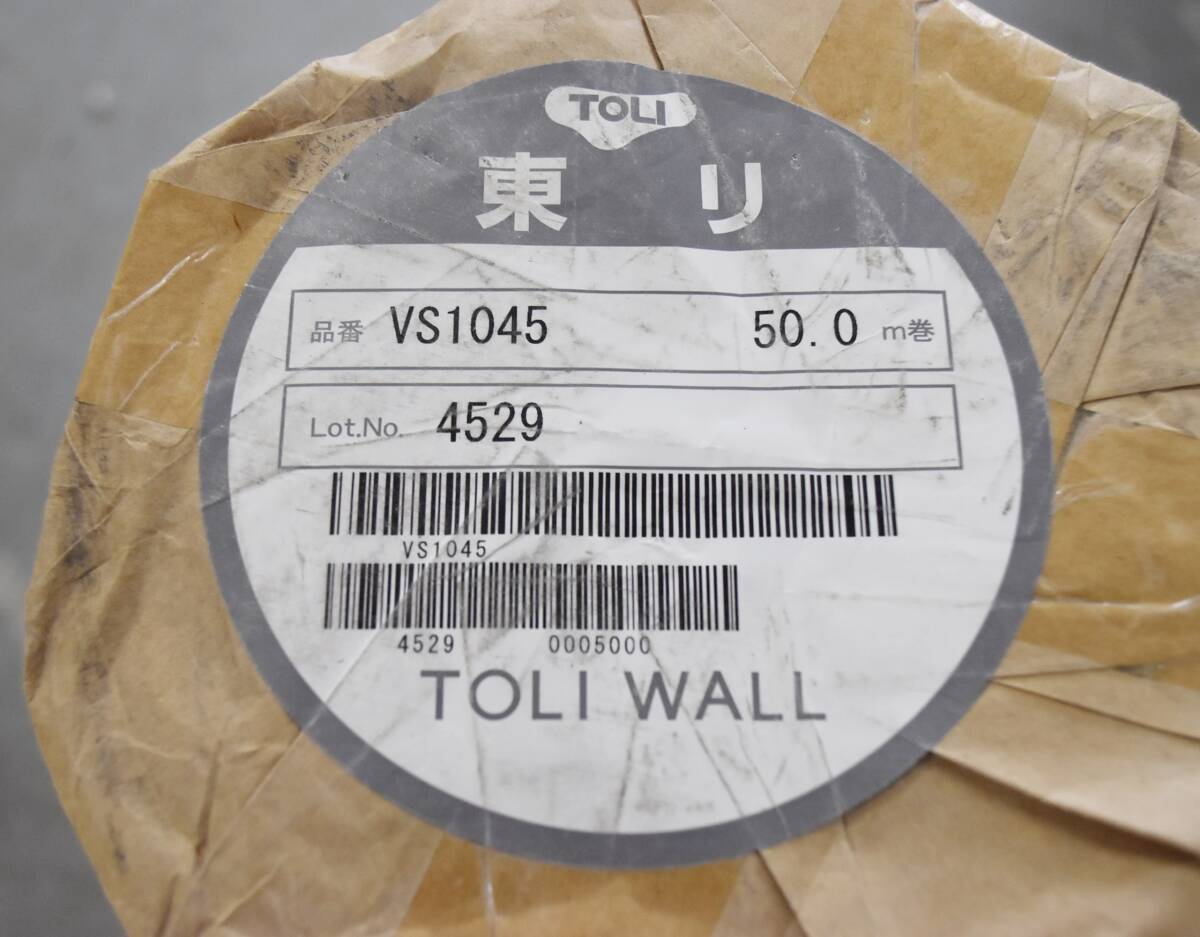 TOLI
東リ
品番 VS1045 50.0 m巻
Lot.No. 4529
VS1045
4529 0005000
TOLI WALL